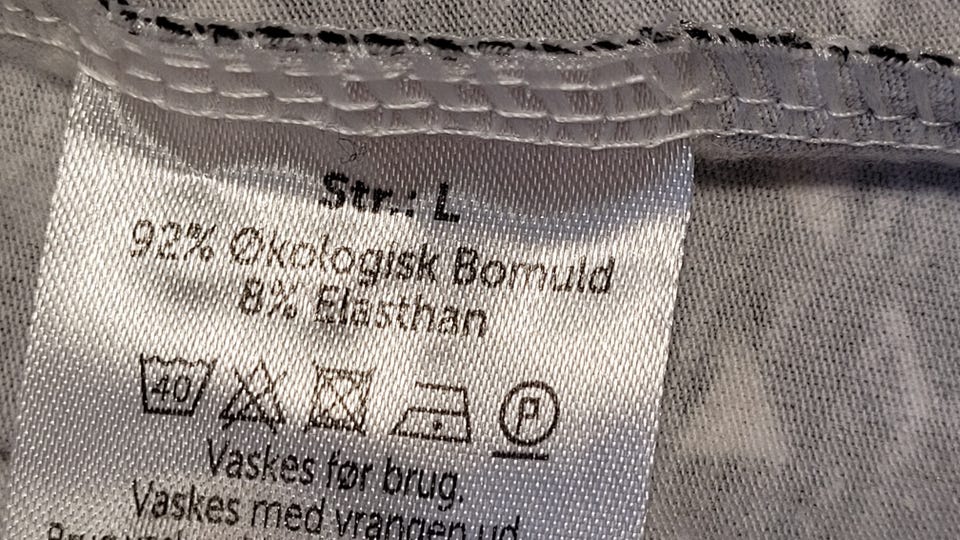 Str.: L
92% Økologisk Bomuld
8% Elasthan
40 P
Vaskes før brug.
Vaskes med vrangen ud